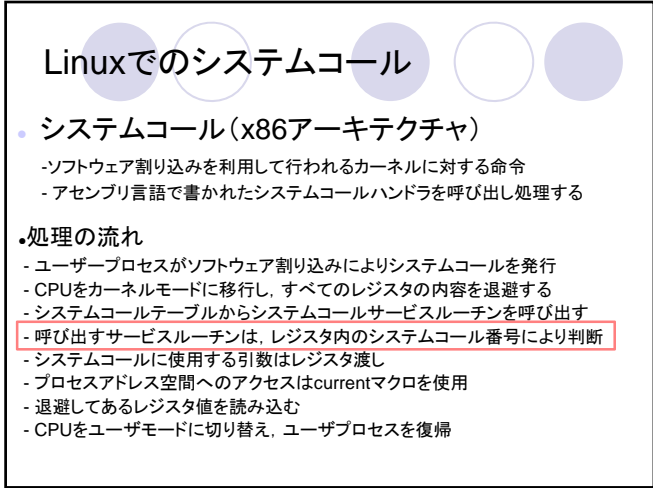 Linuxでのシステムコール
システムコール(x86アーキテクチャ)
-ソフトウェア割り込みを利用して行われるカーネルに対する命令
- アセンブリ言語で書かれたシステムコールハンドラを呼び出し処理する
•処理の流れ
- ユーザープロセスがソフトウェア割り込みによりシステムコールを発行
- CPUをカーネルモードに移行し,すべてのレジスタの内容を退避する
- システムコールテーブルからシステムコールサービスルーチンを呼び出す
- 呼び出すサービスルーチンは,レジスタ内のシステムコール番号により判断
- システムコールに使用する引数はレジスタ渡し
- プロセスアドレス空間へのアクセスはcurrentマクロを使用
- 退避してあるレジスタ値を読み込む
- CPUをユーザモードに切り替え,ユーザプロセスを復帰